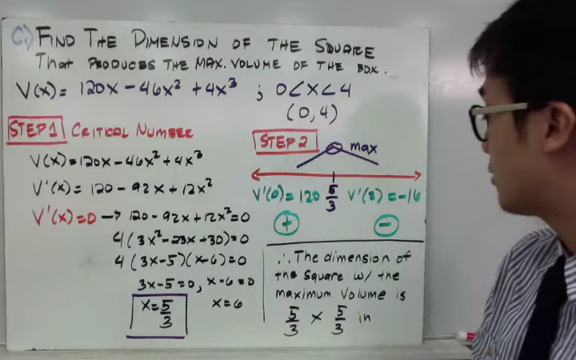 C.) FIND THE DIMENSION OF THE SQUARE
THAT PRODUCES THE MAX. VOLUME OF THE BOX.
V(x) = 120x - 46x² + 4x³ ; 0 < x < 4
(0, 4)
STEP 1 CRITICAL NUMBER
V(x) = 120x - 46x² + 4x³
V'(x) = 120 - 92x + 12x²
V'(x) = 0 → 120 - 92x + 12x² = 0
4(3x² - 23x + 30) = 0
4(3x - 5)(x - 6) = 0
3x - 5 = 0, x - 6 = 0
x = 5/3 x = 6
STEP 2
max
V'(0) = 120 5/3 V'(2) = -16
+ -
∴ The dimension of
the square w/ the
maximum volume is
5/3 × 5/3 in